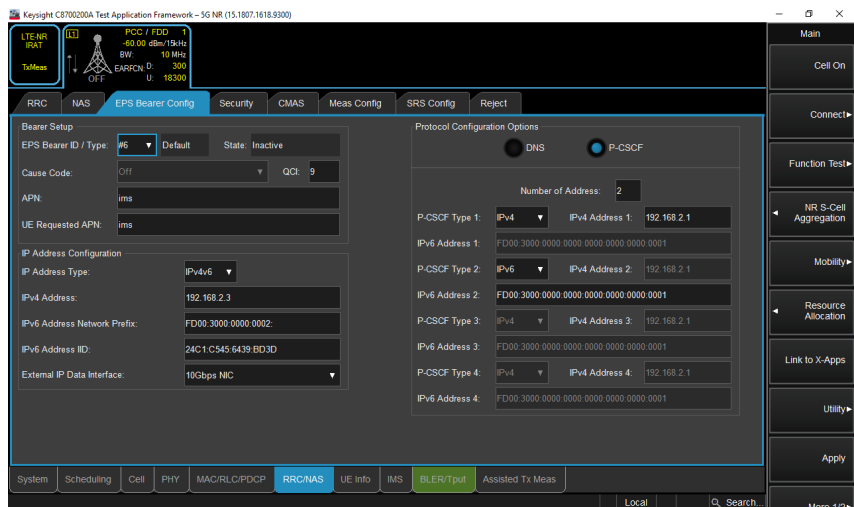 Keysight C8700200A Test Application Framework – 5G NR (15.1807.1618.9300)
LTE-NR
IRAT
TxMeas
L1
OFF
PCC / FDD 1
-60.00 dBm/15kHz
BW: 10 MHz
EARFCN: D: 300
U: 18300
RRC NAS EPS Bearer Config Security CMAS Meas Config SRS Config Reject
Bearer Setup
EPS Bearer ID / Type: #6 Default State: Inactive
Cause Code: Off QCI: 9
APN: ims
UE Requested APN: ims
IP Address Configuration
IP Address Type: IPv4v6
IPv4 Address: 192.168.2.3
IPv6 Address Network Prefix: FD00:3000:0000:0002:
IPv6 Address IID: 24C1:C545:6439:BD3D
External IP Data Interface: 10Gbps NIC
Protocol Configuration Options
DNS P-CSCF
Number of Address: 2
P-CSCF Type 1: IPv4 IPv4 Address 1: 192.168.2.1
IPv6 Address 1: FD00:3000:0000:0000:0000:0000:0000:0001
P-CSCF Type 2: IPv6 IPv4 Address 2: 192.168.2.1
IPv6 Address 2: FD00:3000:0000:0000:0000:0000:0000:0001
P-CSCF Type 3: IPv4 IPv4 Address 3: 192.168.2.1
IPv6 Address 3: FD00:3000:0000:0000:0000:0000:0000:0001
P-CSCF Type 4: IPv4 IPv4 Address 4: 192.168.2.1
IPv6 Address 4: FD00:3000:0000:0000:0000:0000:0000:0001
System Scheduling Cell PHY MAC/RLC/PDCP RRC/NAS UE Info IMS BLER/Tput Assisted Tx Meas
Local Search...
Main
Cell On
Connect
Function Test
NR S-Cell
Aggregation
Mobility
Resource
Allocation
Link to X-Apps
Utility
Apply
More 1/2